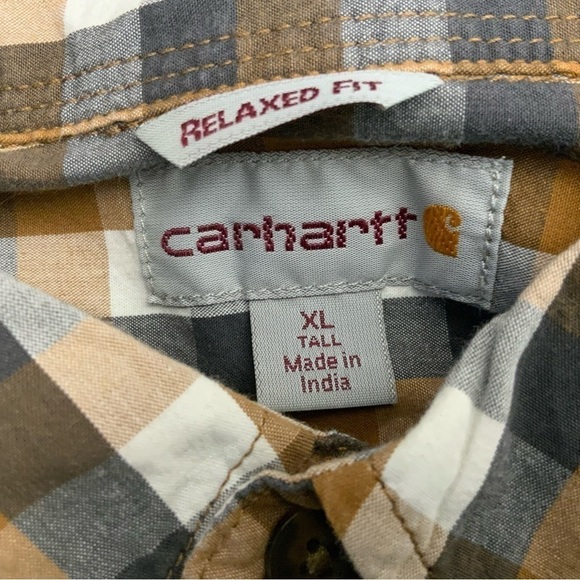 RELAXED FIT
carhartt
XL
TALL
Made in
India